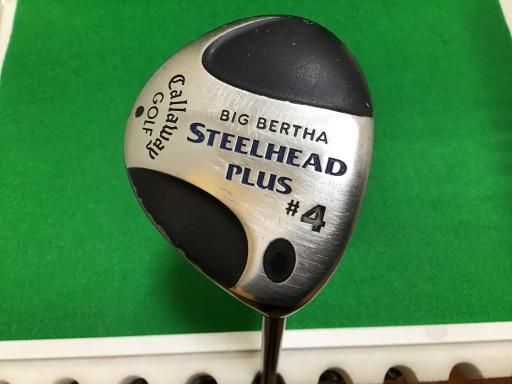 Callaway
GOLF
BIG BERTHA
STEELHEAD
PLUS
#4